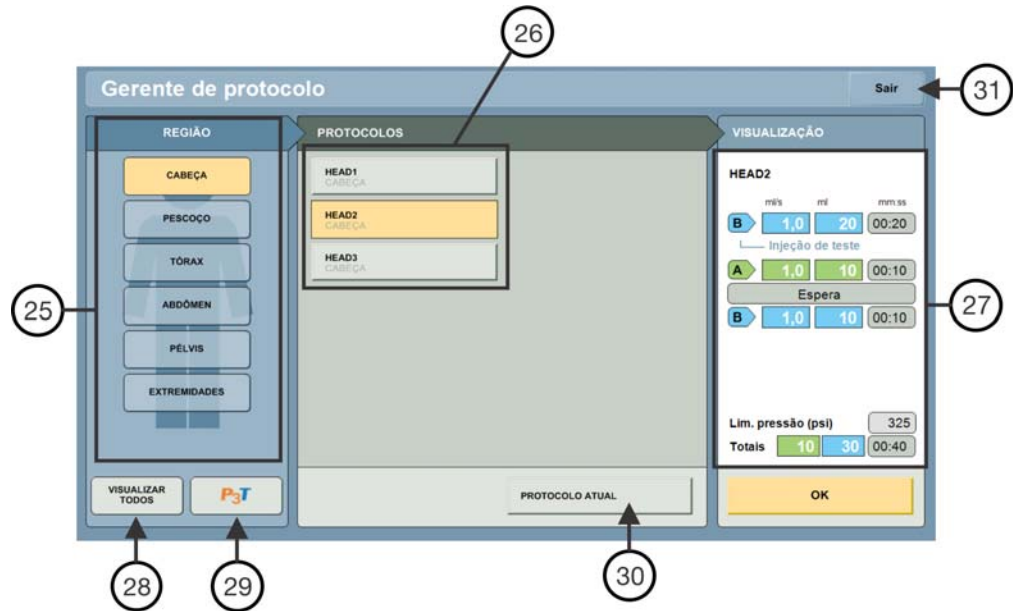 26
Gerente de protocolo
Sair
31
REGIÃO
PROTOCOLOS
VISUALIZAÇÃO
CABEÇA
PESCOÇO
TÓRAX
ABDÔMEN
PÉLVIS
EXTREMIDADES
25
HEAD1
CABEÇA
HEAD2
CABEÇA
HEAD3
CABEÇA
HEAD2
ml/s ml mm:ss
B 1,0 20 00:20
Injeção de teste
A 1,0 10 00:10
Espera
B 1,0 10 00:10
27
Lim. pressão (psi) 325
Totais 10 30 00:40
VISUALIZAR
TODOS
P3T
PROTOCOLO ATUAL
OK
28
29
30